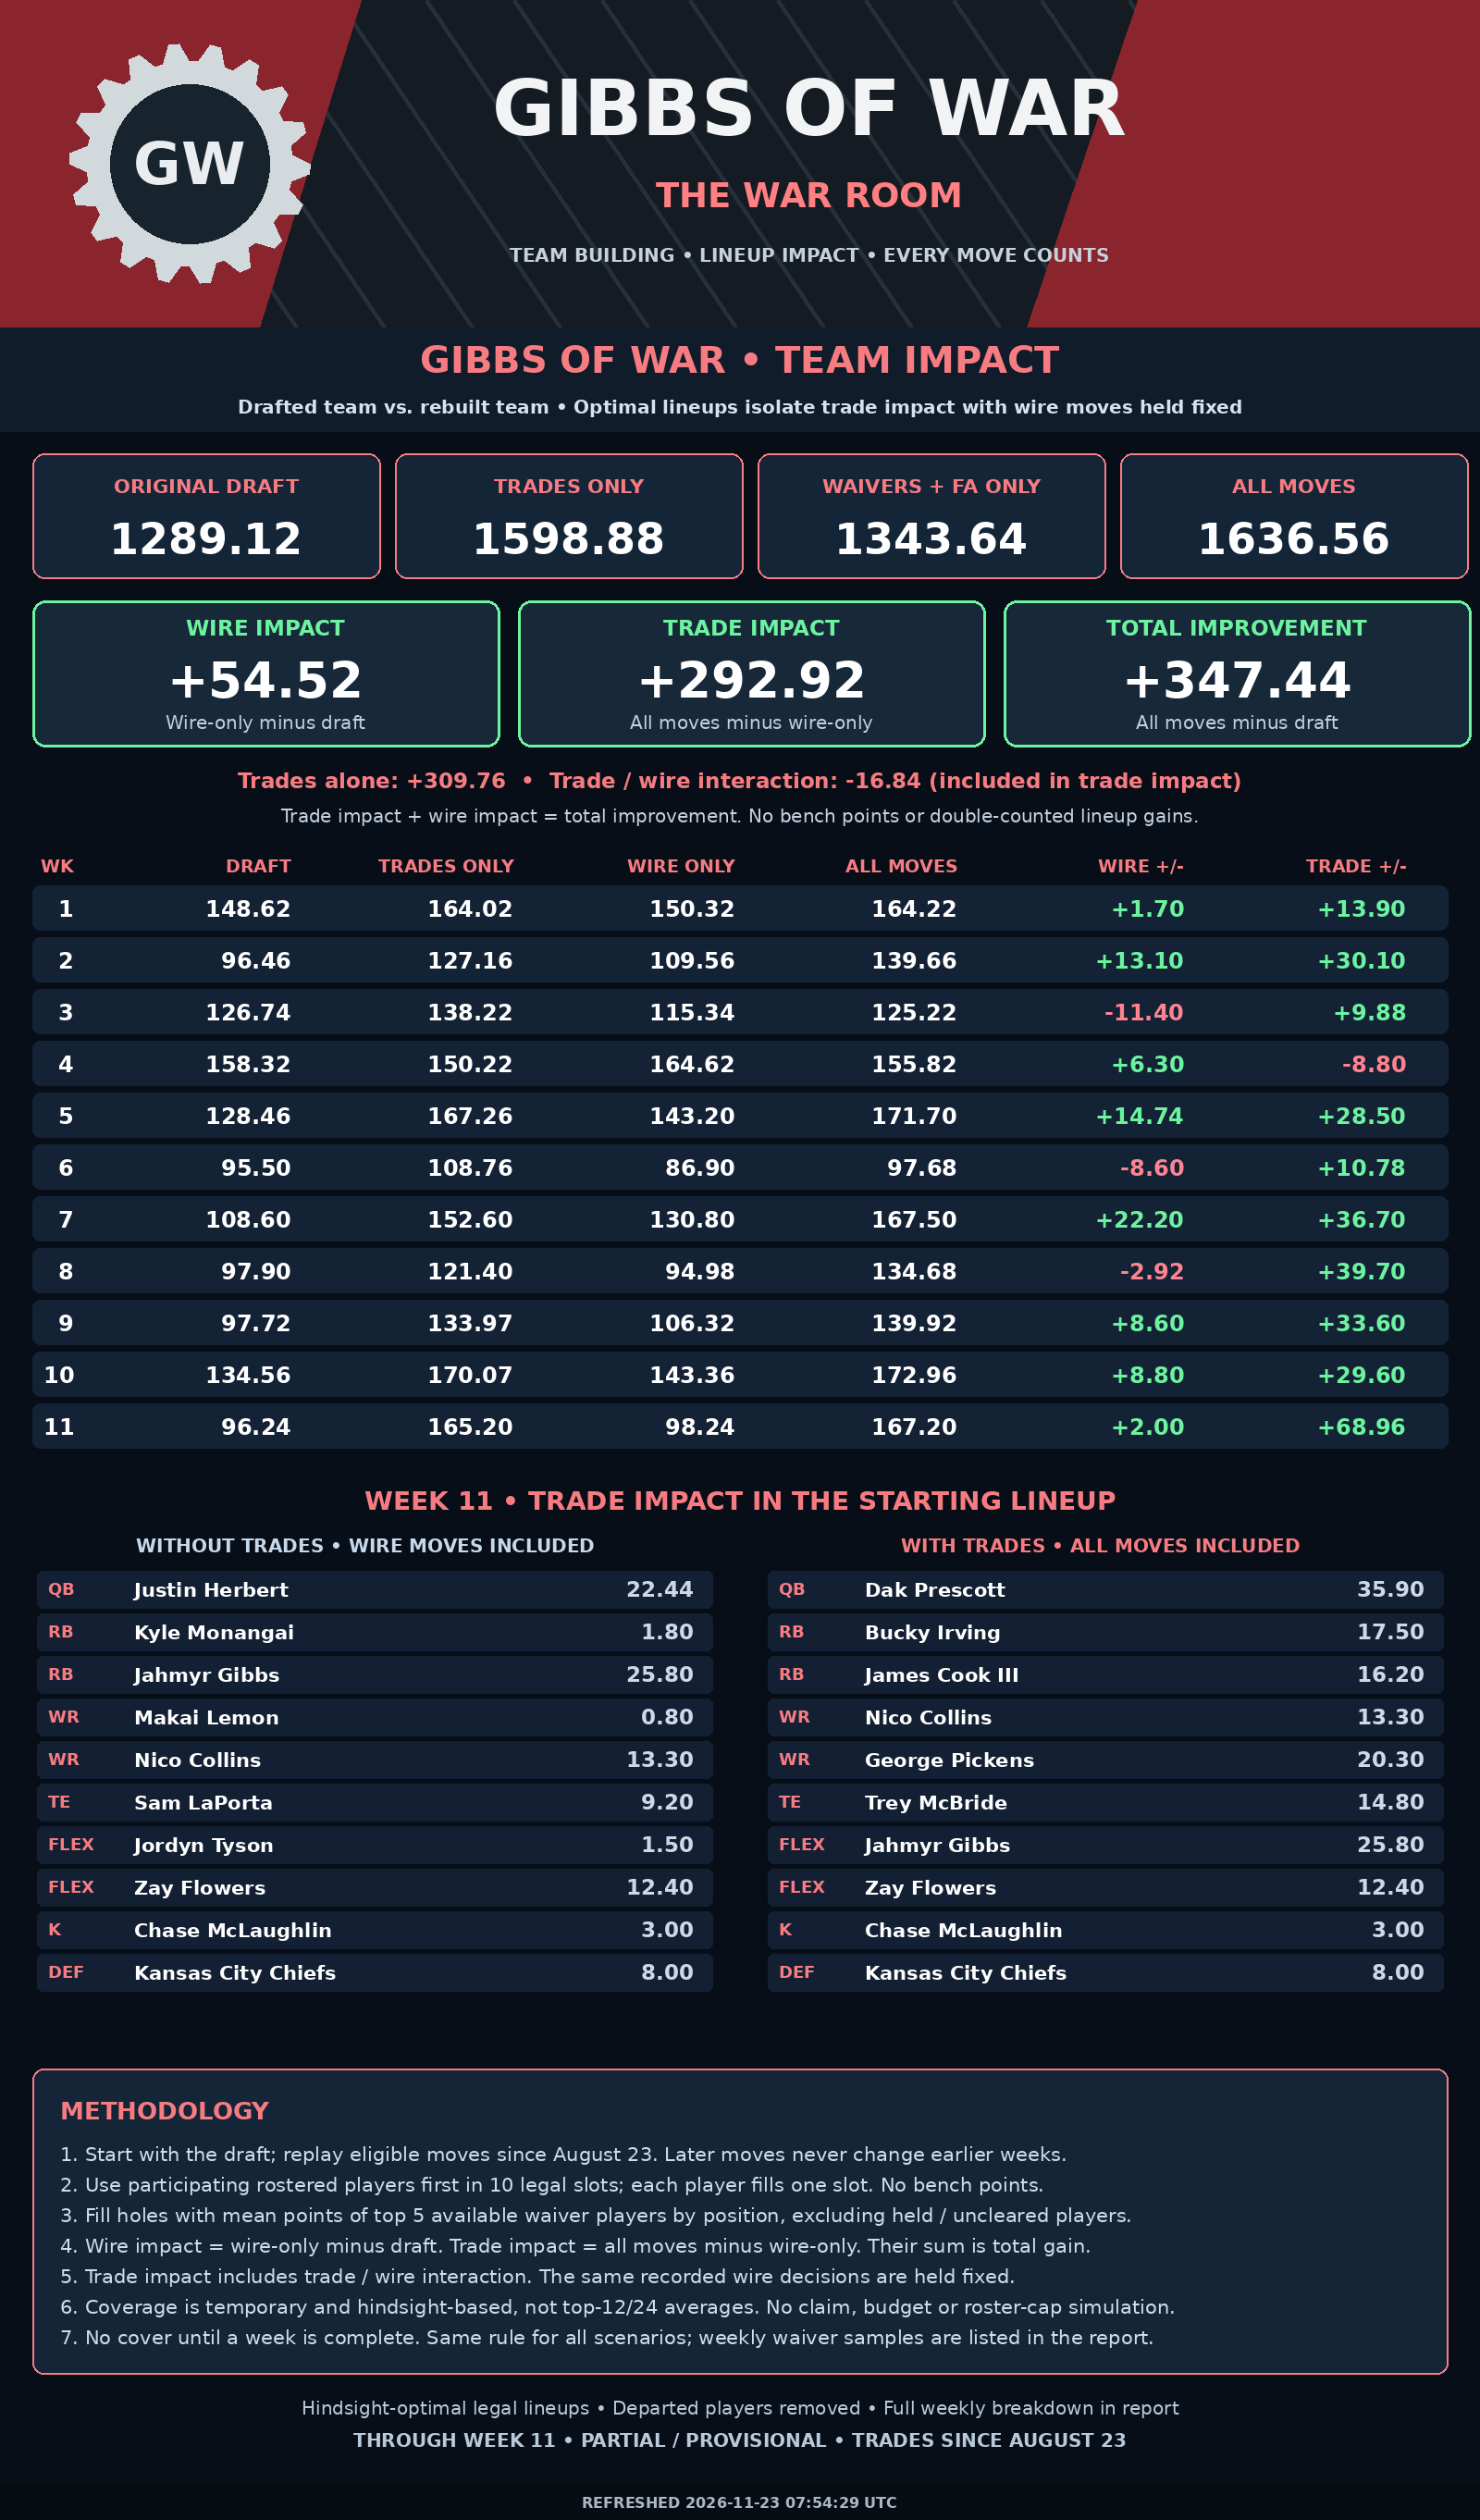 GW
GIBBS OF WAR
THE WAR ROOM
TEAM BUILDING • LINEUP IMPACT • EVERY MOVE COUNTS
GIBBS OF WAR • TEAM IMPACT
Drafted team vs. rebuilt team • Optimal lineups isolate trade impact with wire moves held fixed
ORIGINAL DRAFT TRADES ONLY WAIVERS + FA ONLY ALL MOVES
1289.12 1598.88 1343.64 1636.56
WIRE IMPACT TRADE IMPACT TOTAL IMPROVEMENT
+54.52 +292.92 +347.44
Wire-only minus draft All moves minus wire-only All moves minus draft
Trades alone: +309.76 • Trade / wire interaction: -16.84 (included in trade impact)
Trade impact + wire impact = total improvement. No bench points or double-counted lineup gains.
WK DRAFT TRADES ONLY WIRE ONLY ALL MOVES WIRE +/- TRADE +/-
1 148.62 164.02 150.32 164.22 +1.70 +13.90
2 96.46 127.16 109.56 139.66 +13.10 +30.10
3 126.74 138.22 115.34 125.22 -11.40 +9.88
4 158.32 150.22 164.62 155.82 +6.30 -8.80
5 128.46 167.26 143.20 171.70 +14.74 +28.50
6 95.50 108.76 86.90 97.68 -8.60 +10.78
7 108.60 152.60 130.80 167.50 +22.20 +36.70
8 97.90 121.40 94.98 134.68 -2.92 +39.70
9 97.72 133.97 106.32 139.92 +8.60 +33.60
10 134.56 170.07 143.36 172.96 +8.80 +29.60
11 96.24 165.20 98.24 167.20 +2.00 +68.96
WEEK 11 • TRADE IMPACT IN THE STARTING LINEUP
WITHOUT TRADES • WIRE MOVES INCLUDED
QB Justin Herbert 22.44
RB Kyle Monangai 1.80
RB Jahmyr Gibbs 25.80
WR Makai Lemon 0.80
WR Nico Collins 13.30
TE Sam LaPorta 9.20
FLEX Jordyn Tyson 1.50
FLEX Zay Flowers 12.40
K Chase McLaughlin 3.00
DEF Kansas City Chiefs 8.00
WITH TRADES • ALL MOVES INCLUDED
QB Dak Prescott 35.90
RB Bucky Irving 17.50
RB James Cook III 16.20
WR Nico Collins 13.30
WR George Pickens 20.30
TE Trey McBride 14.80
FLEX Jahmyr Gibbs 25.80
FLEX Zay Flowers 12.40
K Chase McLaughlin 3.00
DEF Kansas City Chiefs 8.00
METHODOLOGY
1. Start with the draft; replay eligible moves since August 23. Later moves never change earlier weeks.
2. Use participating rostered players first in 10 legal slots; each player fills one slot. No bench points.
3. Fill holes with mean points of top 5 available waiver players by position, excluding held / uncleared players.
4. Wire impact = wire-only minus draft. Trade impact = all moves minus wire-only. Their sum is total gain.
5. Trade impact includes trade / wire interaction. The same recorded wire decisions are held fixed.
6. Coverage is temporary and hindsight-based, not top-12/24 averages. No claim, budget or roster-cap simulation.
7. No cover until a week is complete. Same rule for all scenarios; weekly waiver samples are listed in the report.
Hindsight-optimal legal lineups • Departed players removed • Full weekly breakdown in report
THROUGH WEEK 11 • PARTIAL / PROVISIONAL • TRADES SINCE AUGUST 23
REFRESHED 2026-11-23 07:54:29 UTC